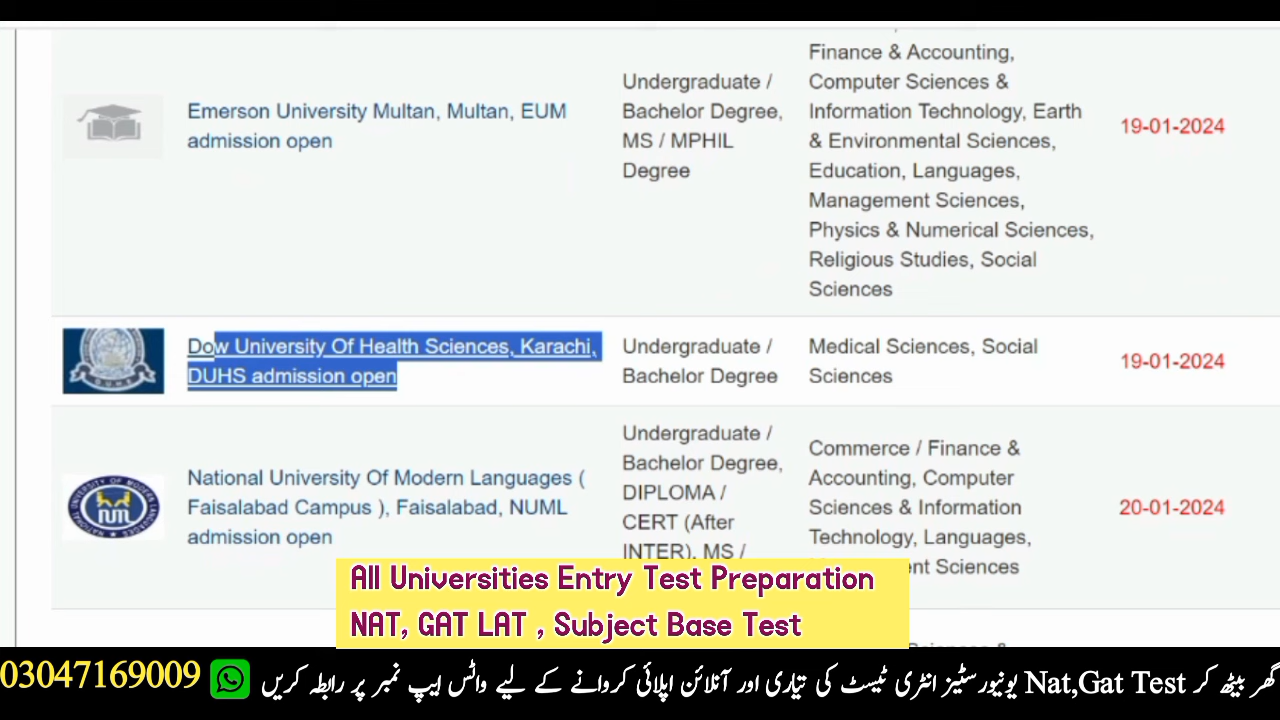 Finance & Accounting,
Computer Sciences &
Information Technology, Earth
& Environmental Sciences,
Education, Languages,
Management Sciences,
Physics & Numerical Sciences,
Religious Studies, Social
Sciences
Emerson University Multan, Multan, EUM
admission open
Undergraduate /
Bachelor Degree,
MS / MPHIL
Degree
19-01-2024
Dow University Of Health Sciences, Karachi,
DUHS admission open
Undergraduate /
Bachelor Degree
Medical Sciences, Social
Sciences
19-01-2024
National University Of Modern Languages (
Faisalabad Campus ), Faisalabad, NUML
admission open
Undergraduate /
Bachelor Degree,
DIPLOMA /
CERT (After
INTER), MS /
Commerce / Finance &
Accounting, Computer
Sciences & Information
Technology, Languages,
Sciences
20-01-2024
All Universities Entry Test Preparation
NAT, GAT LAT , Subject Base Test
گھر بیٹھ کر Nat,Gat Test یونیورسٹیز انٹری ٹیسٹ کی تیاری اور آنلائن اپلائی کروانے کے لیے واٹس ایپ نمبر پر رابطہ کریں 03047169009